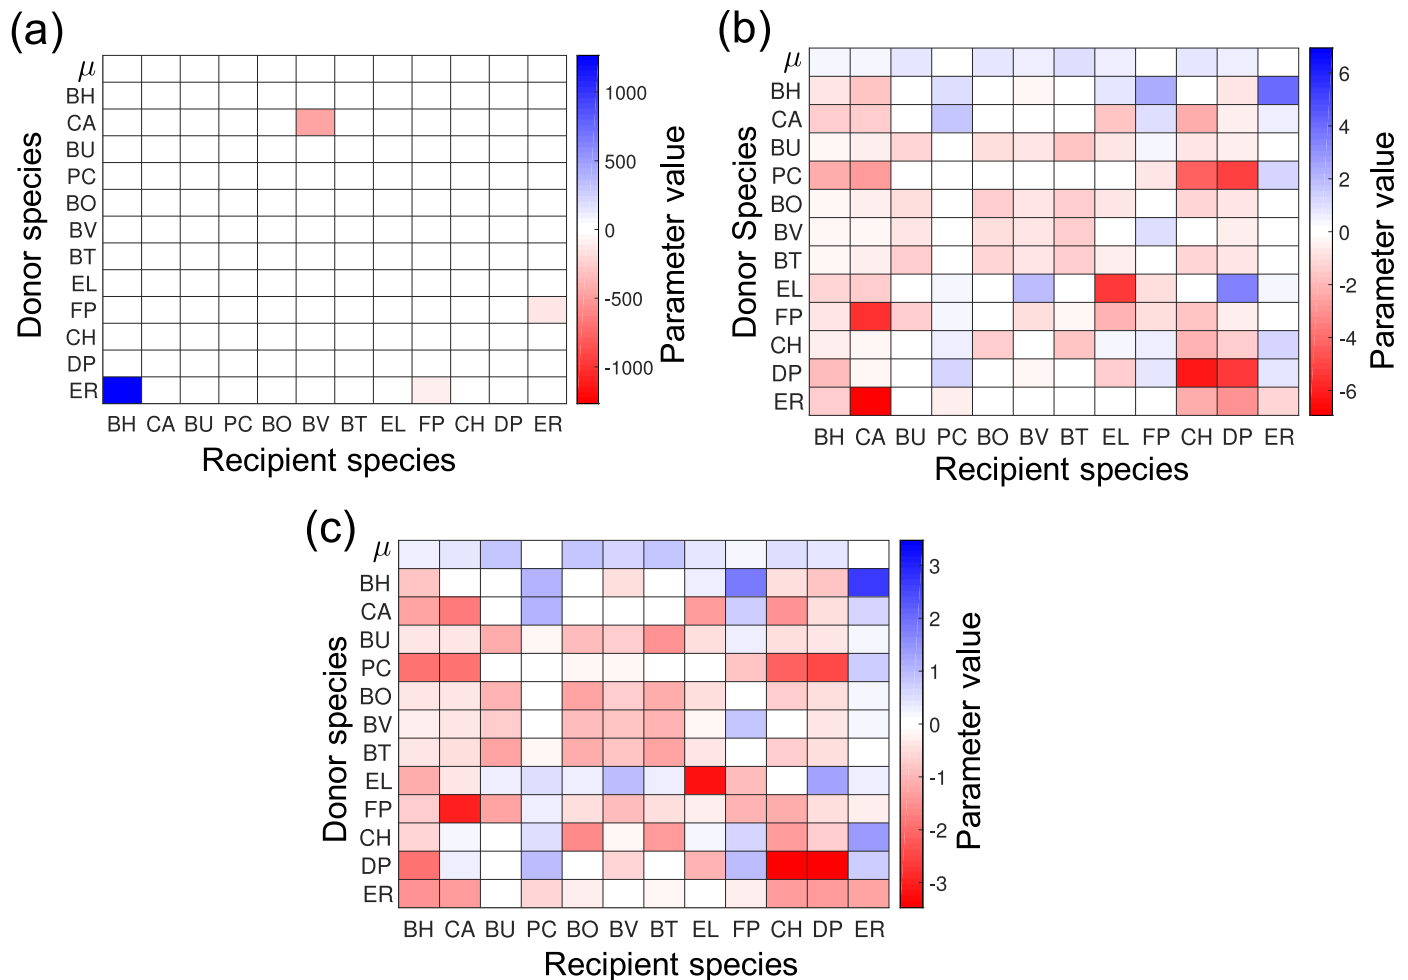 (a)
μ
BH
CA
BU
PC
BO
BV
BT
EL
FP
CH
DP
ER
Donor species
BH CA BU PC BO BV BT EL FP CH DP ER
Recipient species
1000
500
0
-500
-1000
Parameter value
(b)
μ
BH
CA
BU
PC
BO
BV
BT
EL
FP
CH
DP
ER
Donor Species
BH CA BU PC BO BV BT EL FP CH DP ER
Recipient species
6
4
2
0
-2
-4
-6
Parameter value
(c)
μ
BH
CA
BU
PC
BO
BV
BT
EL
FP
CH
DP
ER
Donor species
BH CA BU PC BO BV BT EL FP CH DP ER
Recipient species
3
2
1
0
-1
-2
-3
Parameter value